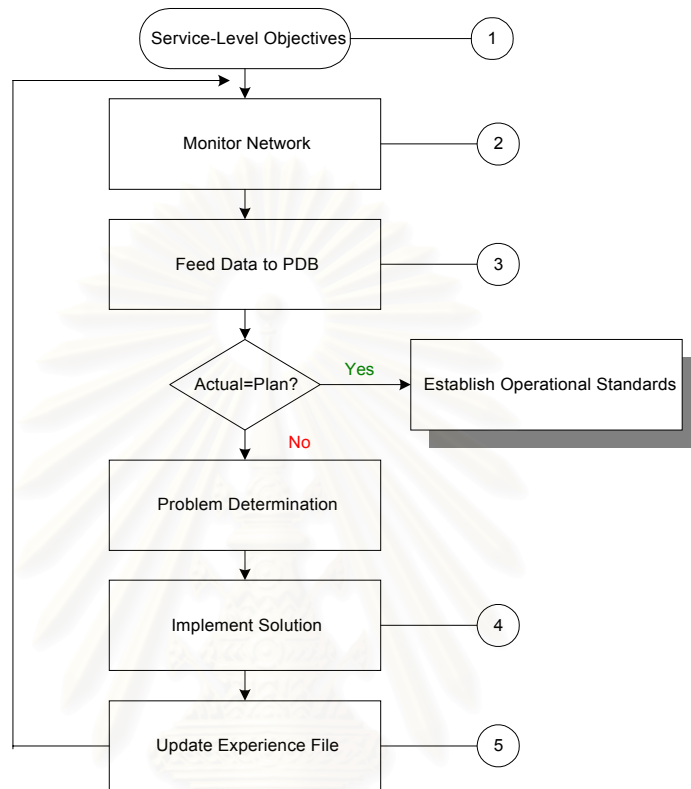 Service-Level Objectives
1
Monitor Network
2
Feed Data to PDB
3
Actual=Plan?
Yes
Establish Operational Standards
No
Problem Determination
Implement Solution
4
Update Experience File
5